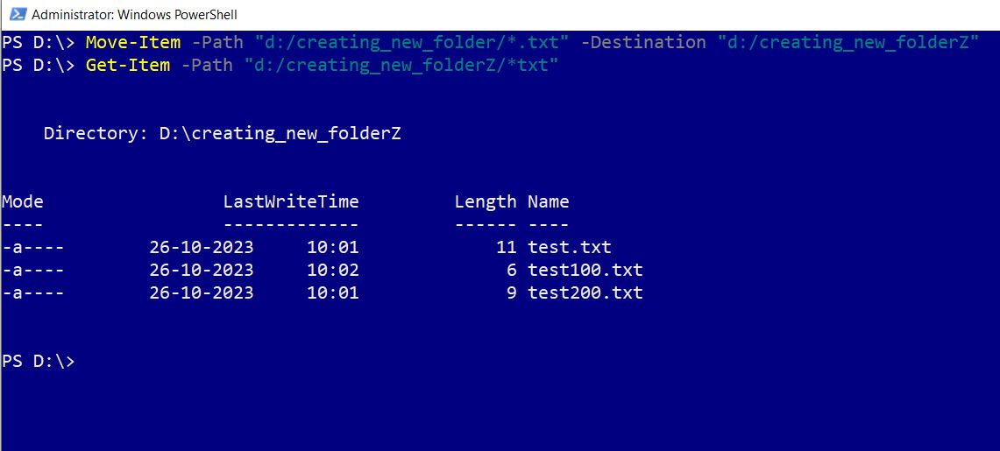 Administrator: Windows PowerShell
PS D:\> Move-Item -Path "d:/creating_new_folder/*.txt" -Destination "d:/creating_new_folderZ"
PS D:\> Get-Item -Path "d:/creating_new_folderZ/*txt"
    Directory: D:\creating_new_folderZ
Mode                 LastWriteTime         Length Name
----                 -------------         ------ ----
-a----        26-10-2023     10:01             11 test.txt
-a----        26-10-2023     10:02              6 test100.txt
-a----        26-10-2023     10:01              9 test200.txt
PS D:\>